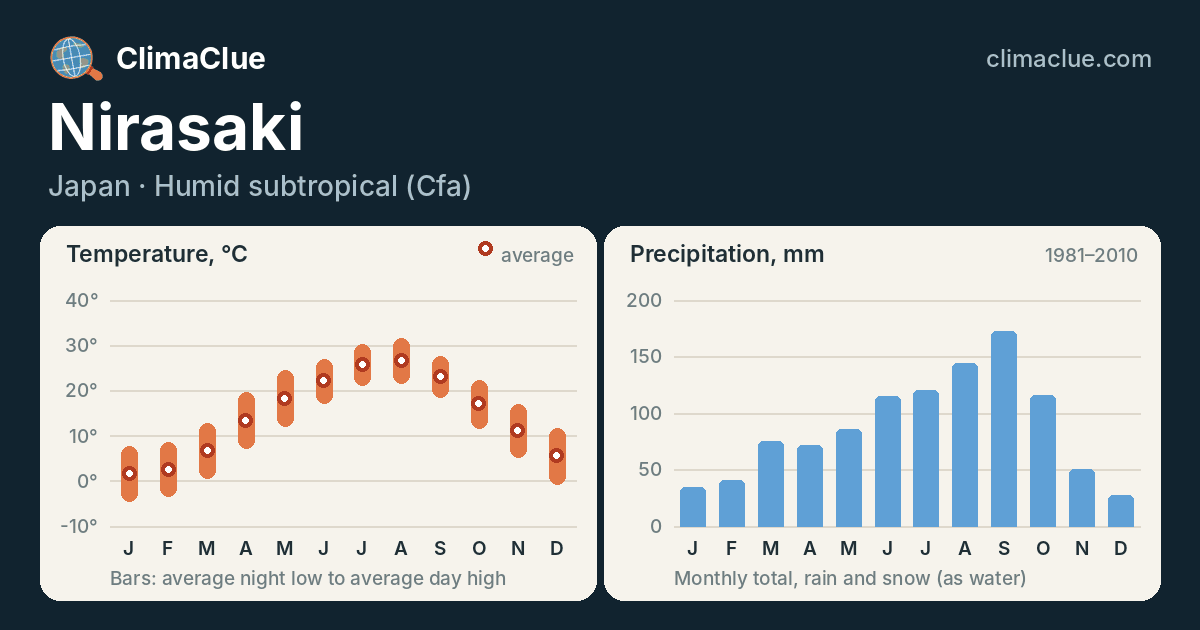 ClimaClue
climaclue.com
Nirasaki
Japan · Humid subtropical (Cfa)
Temperature, °C
average
40°
30°
20°
10°
0°
-10°
J F M A M J J A S O N D
Bars: average night low to average day high
Precipitation, mm
1981–2010
200
150
100
50
0
J F M A M J J A S O N D
Monthly total, rain and snow (as water)